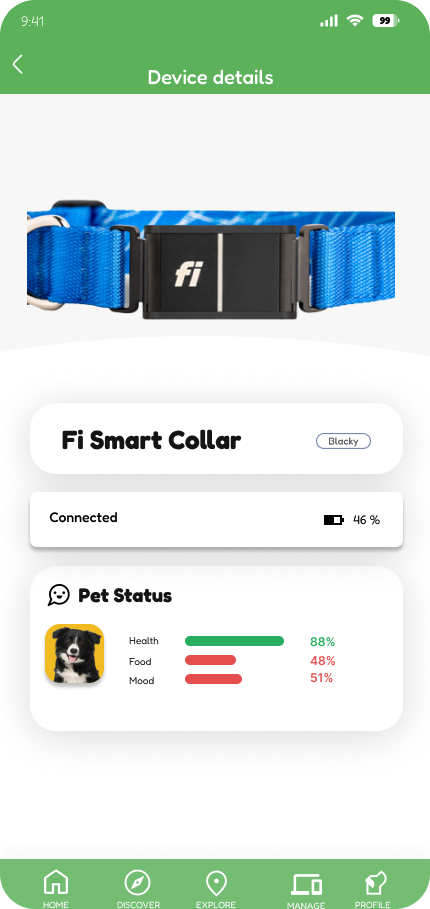 9:41
99
Device details
fi
Fi Smart Collar
Blacky
Connected
46 %
Pet Status
Health
88%
Food
48%
Mood
51%
HOME
DISCOVER
EXPLORE
MANAGE
PROFILE